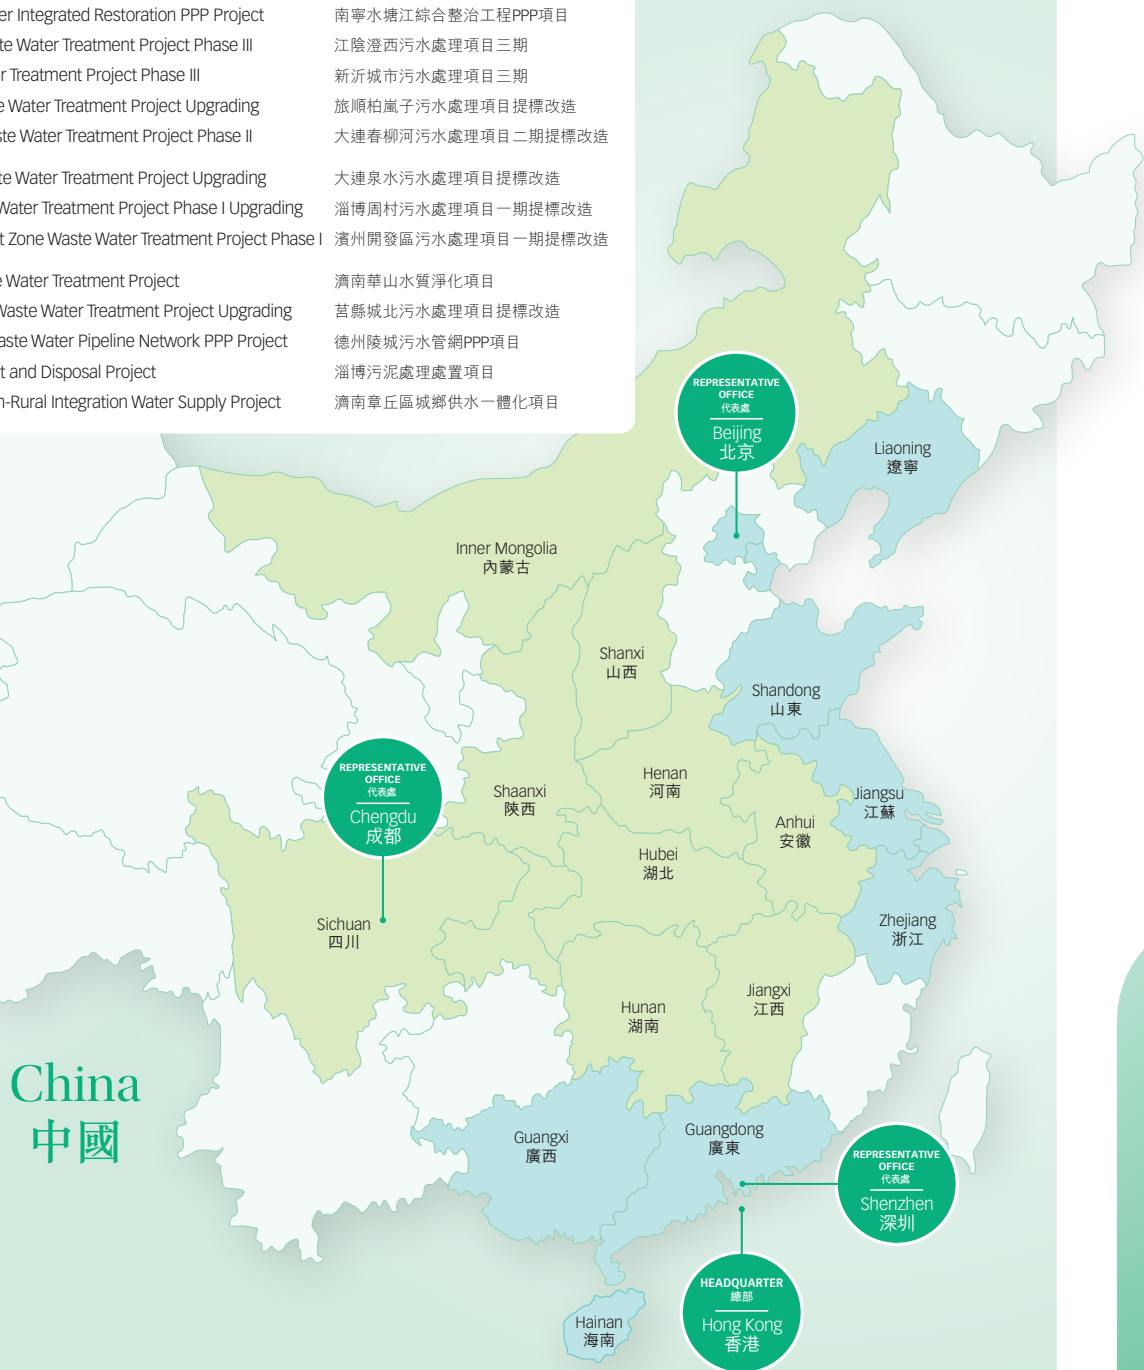 er Integrated Restoration PPP Project 南寧水塘江綜合整治工程PPP項目
te Water Treatment Project Phase III 江陰澄西污水處理項目三期
r Treatment Project Phase III 新沂城市污水處理項目三期
e Water Treatment Project Upgrading 旅順柏嵐子污水處理項目提標改造
ste Water Treatment Project Phase II 大連春柳河污水處理項目二期提標改造
te Water Treatment Project Upgrading 大連泉水污水處理項目提標改造
Water Treatment Project Phase I Upgrading 淄博周村污水處理項目一期提標改造
t Zone Waste Water Treatment Project Phase I 濱州開發區污水處理項目一期提標改造
e Water Treatment Project 濟南華山水質淨化項目
Waste Water Treatment Project Upgrading 莒縣城北污水處理項目提標改造
aste Water Pipeline Network PPP Project 德州陵城污水管網PPP項目
t and Disposal Project 淄博污泥處理處置項目
n-Rural Integration Water Supply Project 濟南章丘區城鄉供水一體化項目
REPRESENTATIVE
OFFICE
代表處
Beijing
北京
Liaoning
遼寧
Inner Mongolia
內蒙古
Shanxi
山西
Shandong
山東
REPRESENTATIVE
OFFICE
代表處
Chengdu
成都
Shaanxi
陝西
Henan
河南
Jiangsu
江蘇
Anhui
安徽
Hubei
湖北
Sichuan
四川
Zhejiang
浙江
Hunan
湖南
Jiangxi
江西
China
中國
Guangxi
廣西
Guangdong
廣東
REPRESENTATIVE
OFFICE
代表處
Shenzhen
深圳
HEADQUARTER
總部
Hong Kong
香港
Hainan
海南